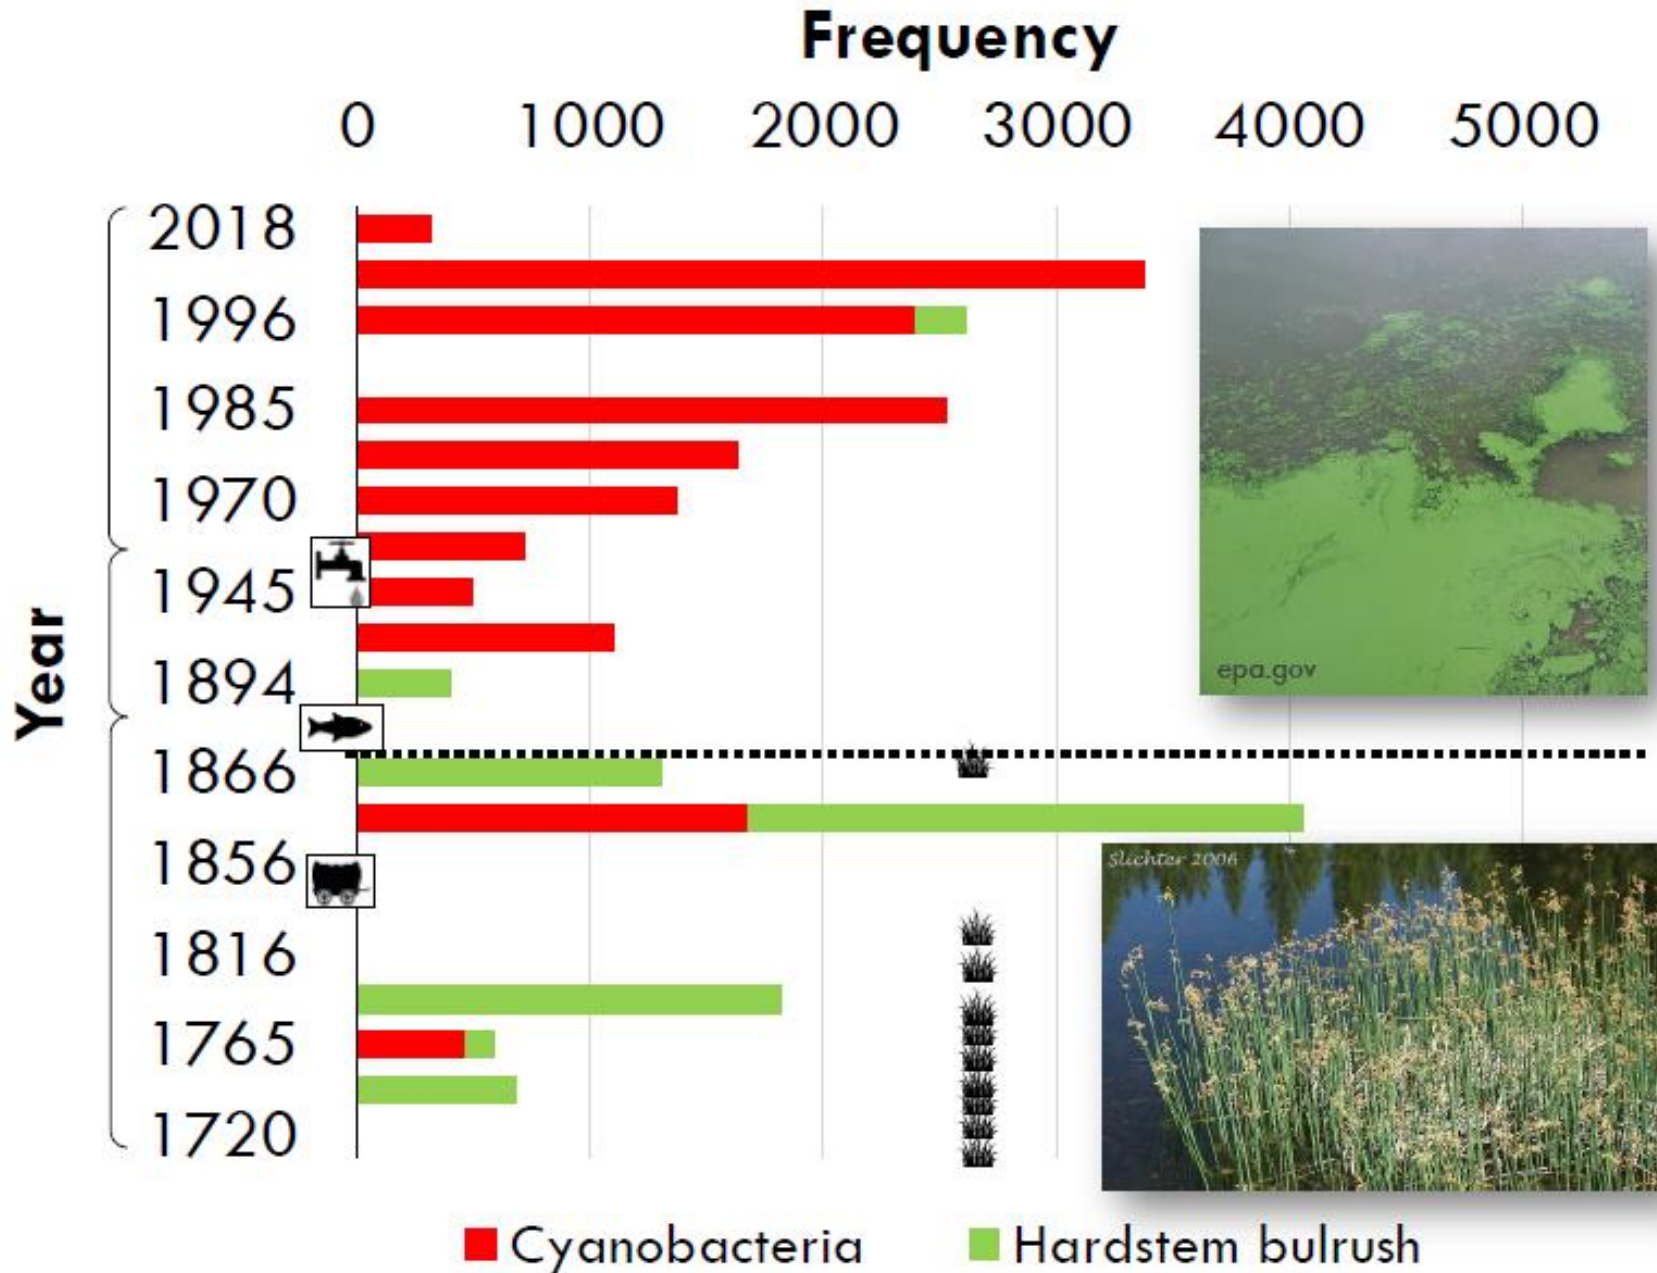 Frequency
0 1000 2000 3000 4000 5000
Year
2018
1996
1985
1970
1945
1894
1866
1856
1816
1765
1720
epa.gov
Slichter 2006
Cyanobacteria Hardstem bulrush